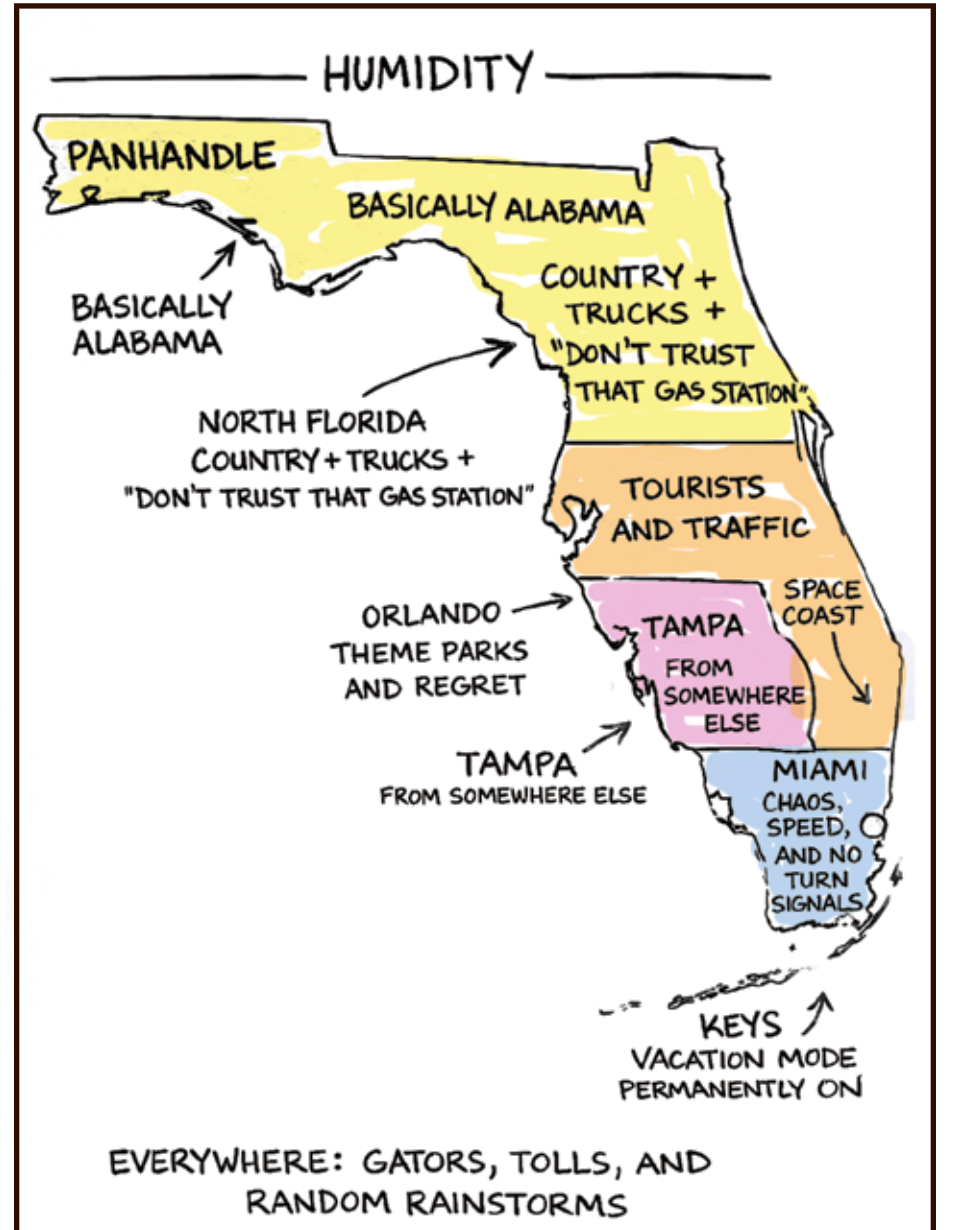 HUMIDITY
PANHANDLE
BASICALLY ALABAMA
BASICALLY
ALABAMA
COUNTRY +
TRUCKS +
"DON'T TRUST
THAT GAS STATION"
NORTH FLORIDA
COUNTRY + TRUCKS +
"DON'T TRUST THAT GAS STATION"
TOURISTS
AND TRAFFIC
SPACE
COAST
ORLANDO
THEME PARKS
AND REGRET
TAMPA
FROM
SOMEWHERE
ELSE
TAMPA
FROM SOMEWHERE ELSE
MIAMI
CHAOS,
SPEED,
AND NO
TURN
SIGNALS
KEYS
VACATION MODE
PERMANENTLY ON
EVERYWHERE: GATORS, TOLLS, AND
RANDOM RAINSTORMS